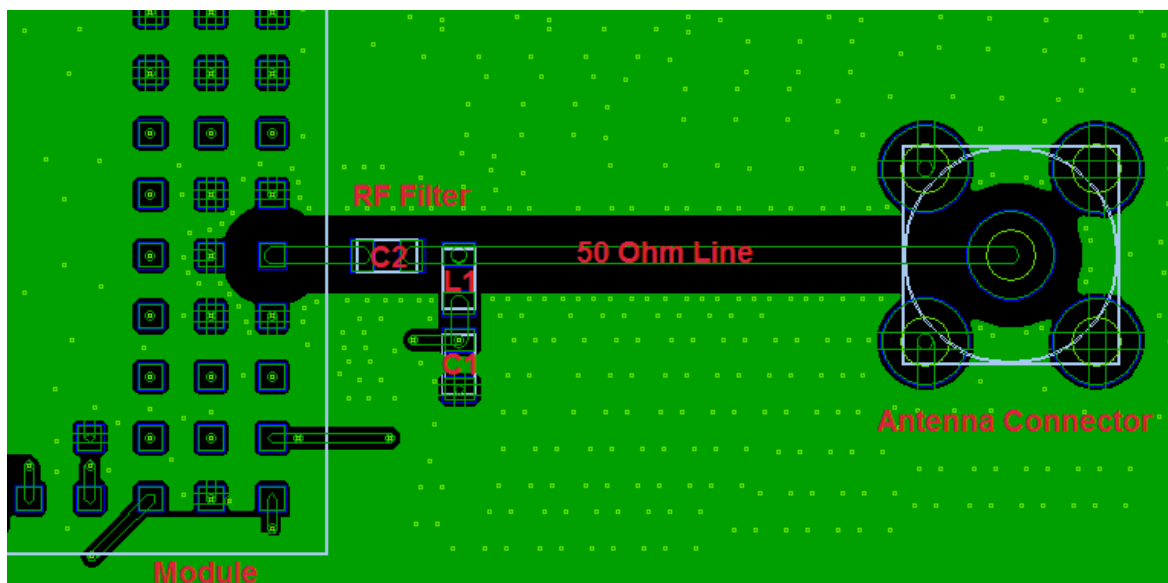 RF Filter
C2
50 Ohm Line
L1
C1
Antenna Connector
Module